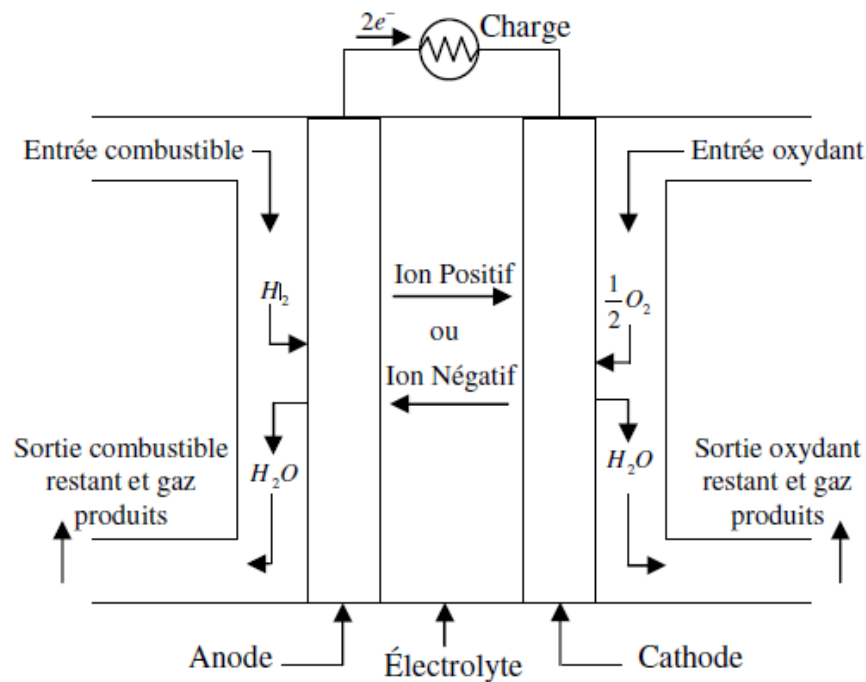 2e⁻
Charge
Entrée combustible
Entrée oxydant
Ion Positif
H₂
1/2 O₂
ou
Ion Négatif
Sortie combustible
restant et gaz
produits
H₂O
H₂O
Sortie oxydant
restant et gaz
produits
Anode
Électrolyte
Cathode